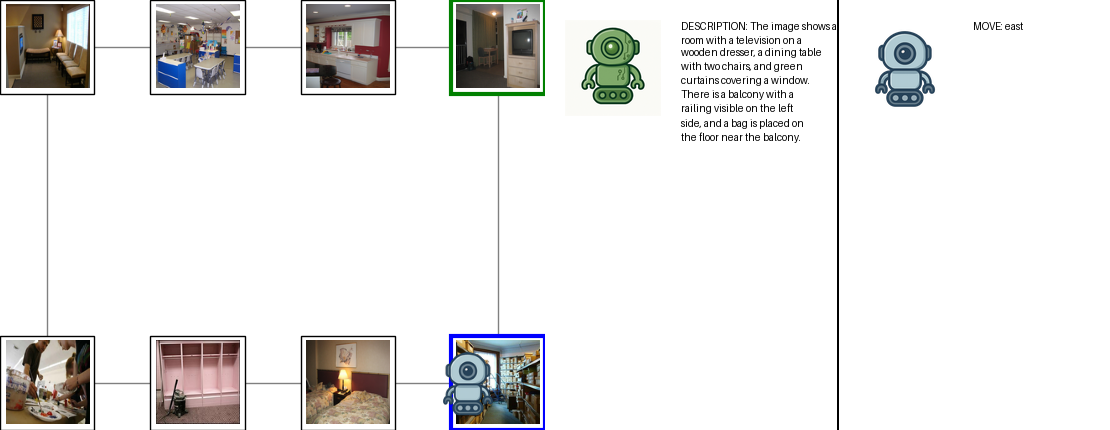 DESCRIPTION: The image shows a
room with a television on a
wooden dresser, a dining table
with two chairs, and green
curtains covering a window.
There is a balcony with a
railing visible on the left
side, and a bag is placed on
the floor near the balcony.
MOVE: east